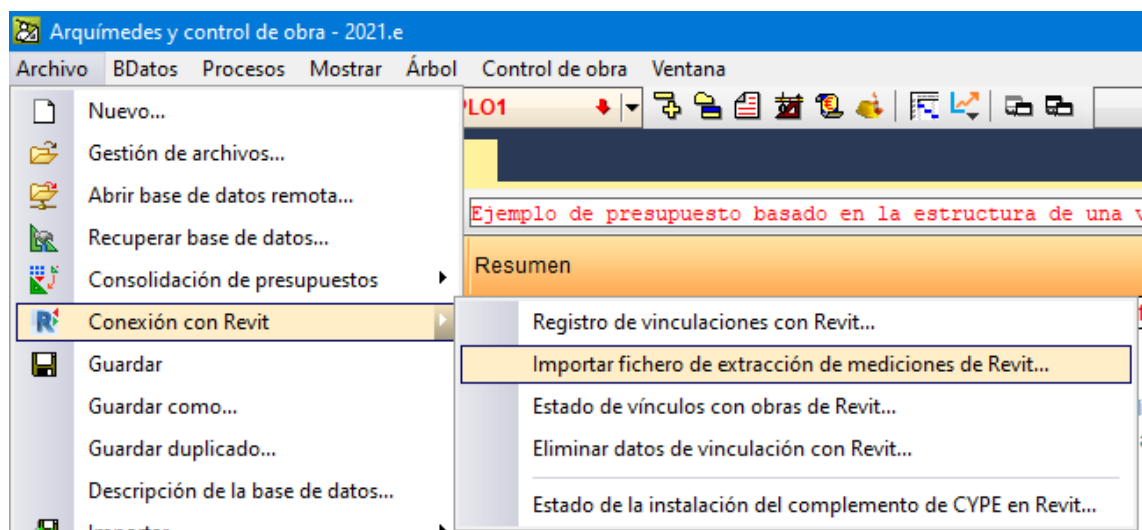 Arquímedes y control de obra - 2021.e
Archivo BDatos Procesos Mostrar Árbol Control de obra Ventana
Nuevo...
Gestión de archivos...
Abrir base de datos remota...
Ejemplo de presupuesto basado en la estructura de una
Recuperar base de datos...
Resumen
Consolidación de presupuestos
Conexión con Revit
Registro de vinculaciones con Revit...
Importar fichero de extracción de mediciones de Revit...
Guardar
Guardar como...
Estado de vínculos con obras de Revit...
Guardar duplicado...
Eliminar datos de vinculación con Revit...
Descripción de la base de datos...
Estado de la instalación del complemento de CYPE en Revit...